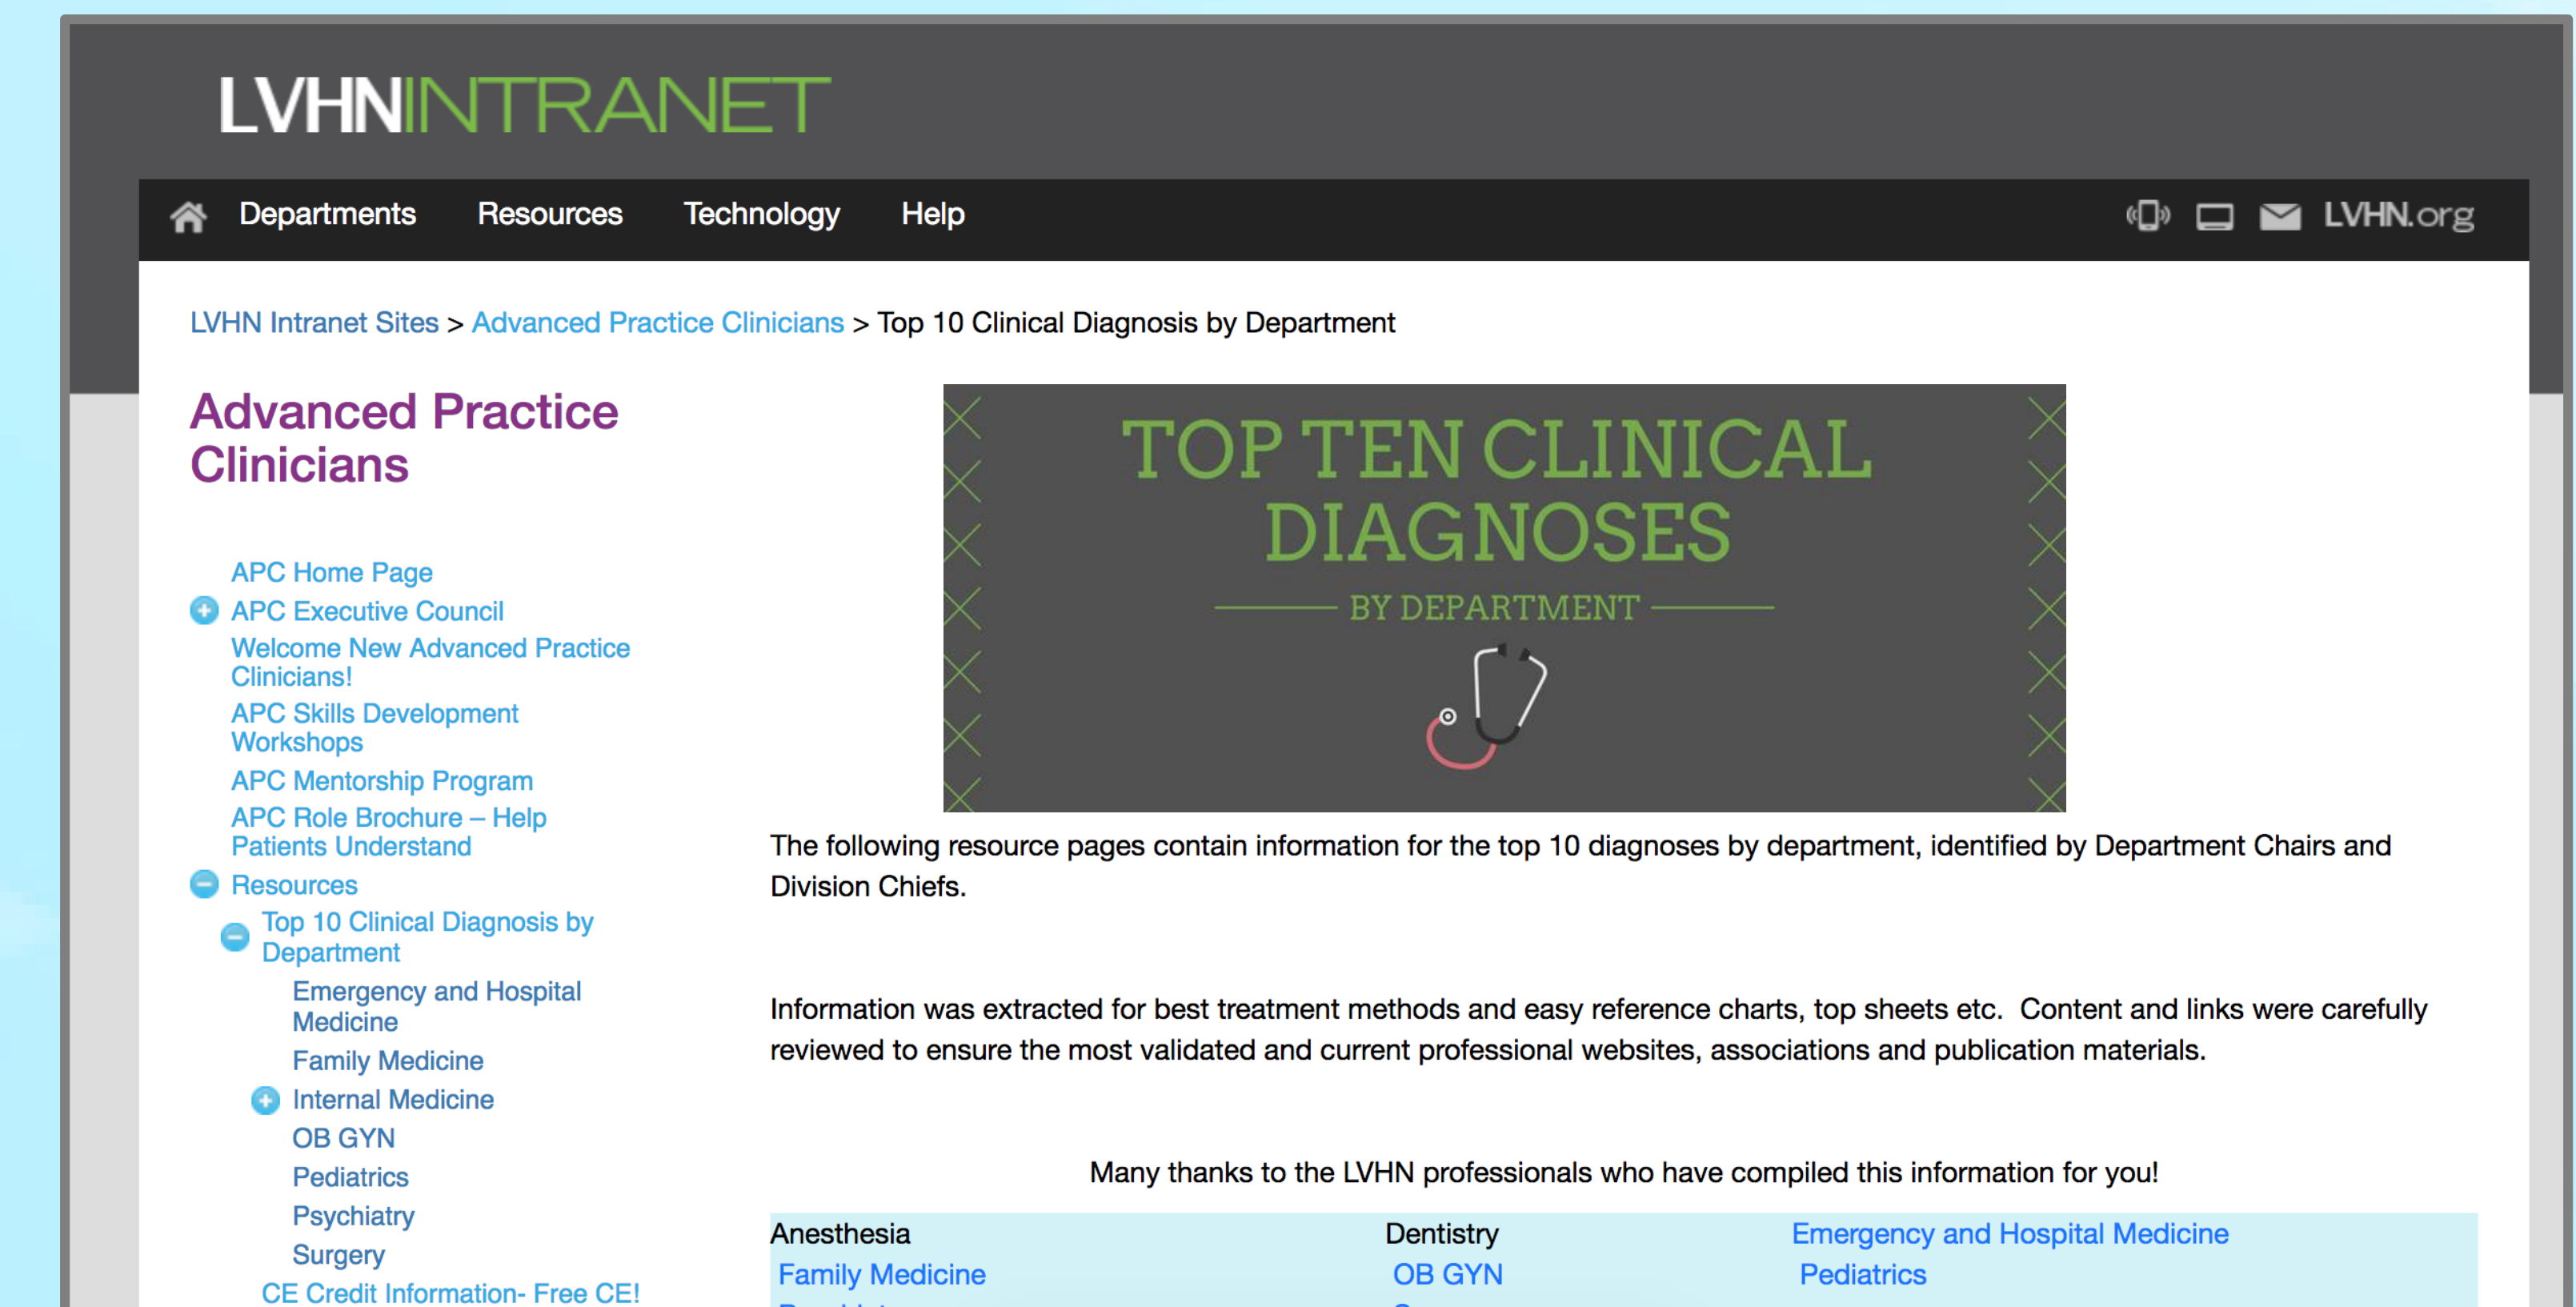 LVHNINTRANET
Departments Resources Technology Help LVHN.org
LVHN Intranet Sites > Advanced Practice Clinicians > Top 10 Clinical Diagnosis by Department
Advanced Practice
Clinicians
APC Home Page
APC Executive Council
Welcome New Advanced Practice
Clinicians!
APC Skills Development
Workshops
APC Mentorship Program
APC Role Brochure – Help
Patients Understand
Resources
Top 10 Clinical Diagnosis by
Department
Emergency and Hospital
Medicine
Family Medicine
Internal Medicine
OB GYN
Pediatrics
Psychiatry
Surgery
CE Credit Information- Free CE!
TOP TEN CLINICAL
DIAGNOSES
BY DEPARTMENT
The following resource pages contain information for the top 10 diagnoses by department, identified by Department Chairs and
Division Chiefs.
Information was extracted for best treatment methods and easy reference charts, top sheets etc.  Content and links were carefully
reviewed to ensure the most validated and current professional websites, associations and publication materials.
Many thanks to the LVHN professionals who have compiled this information for you!
Anesthesia Dentistry Emergency and Hospital Medicine
Family Medicine OB GYN Pediatrics